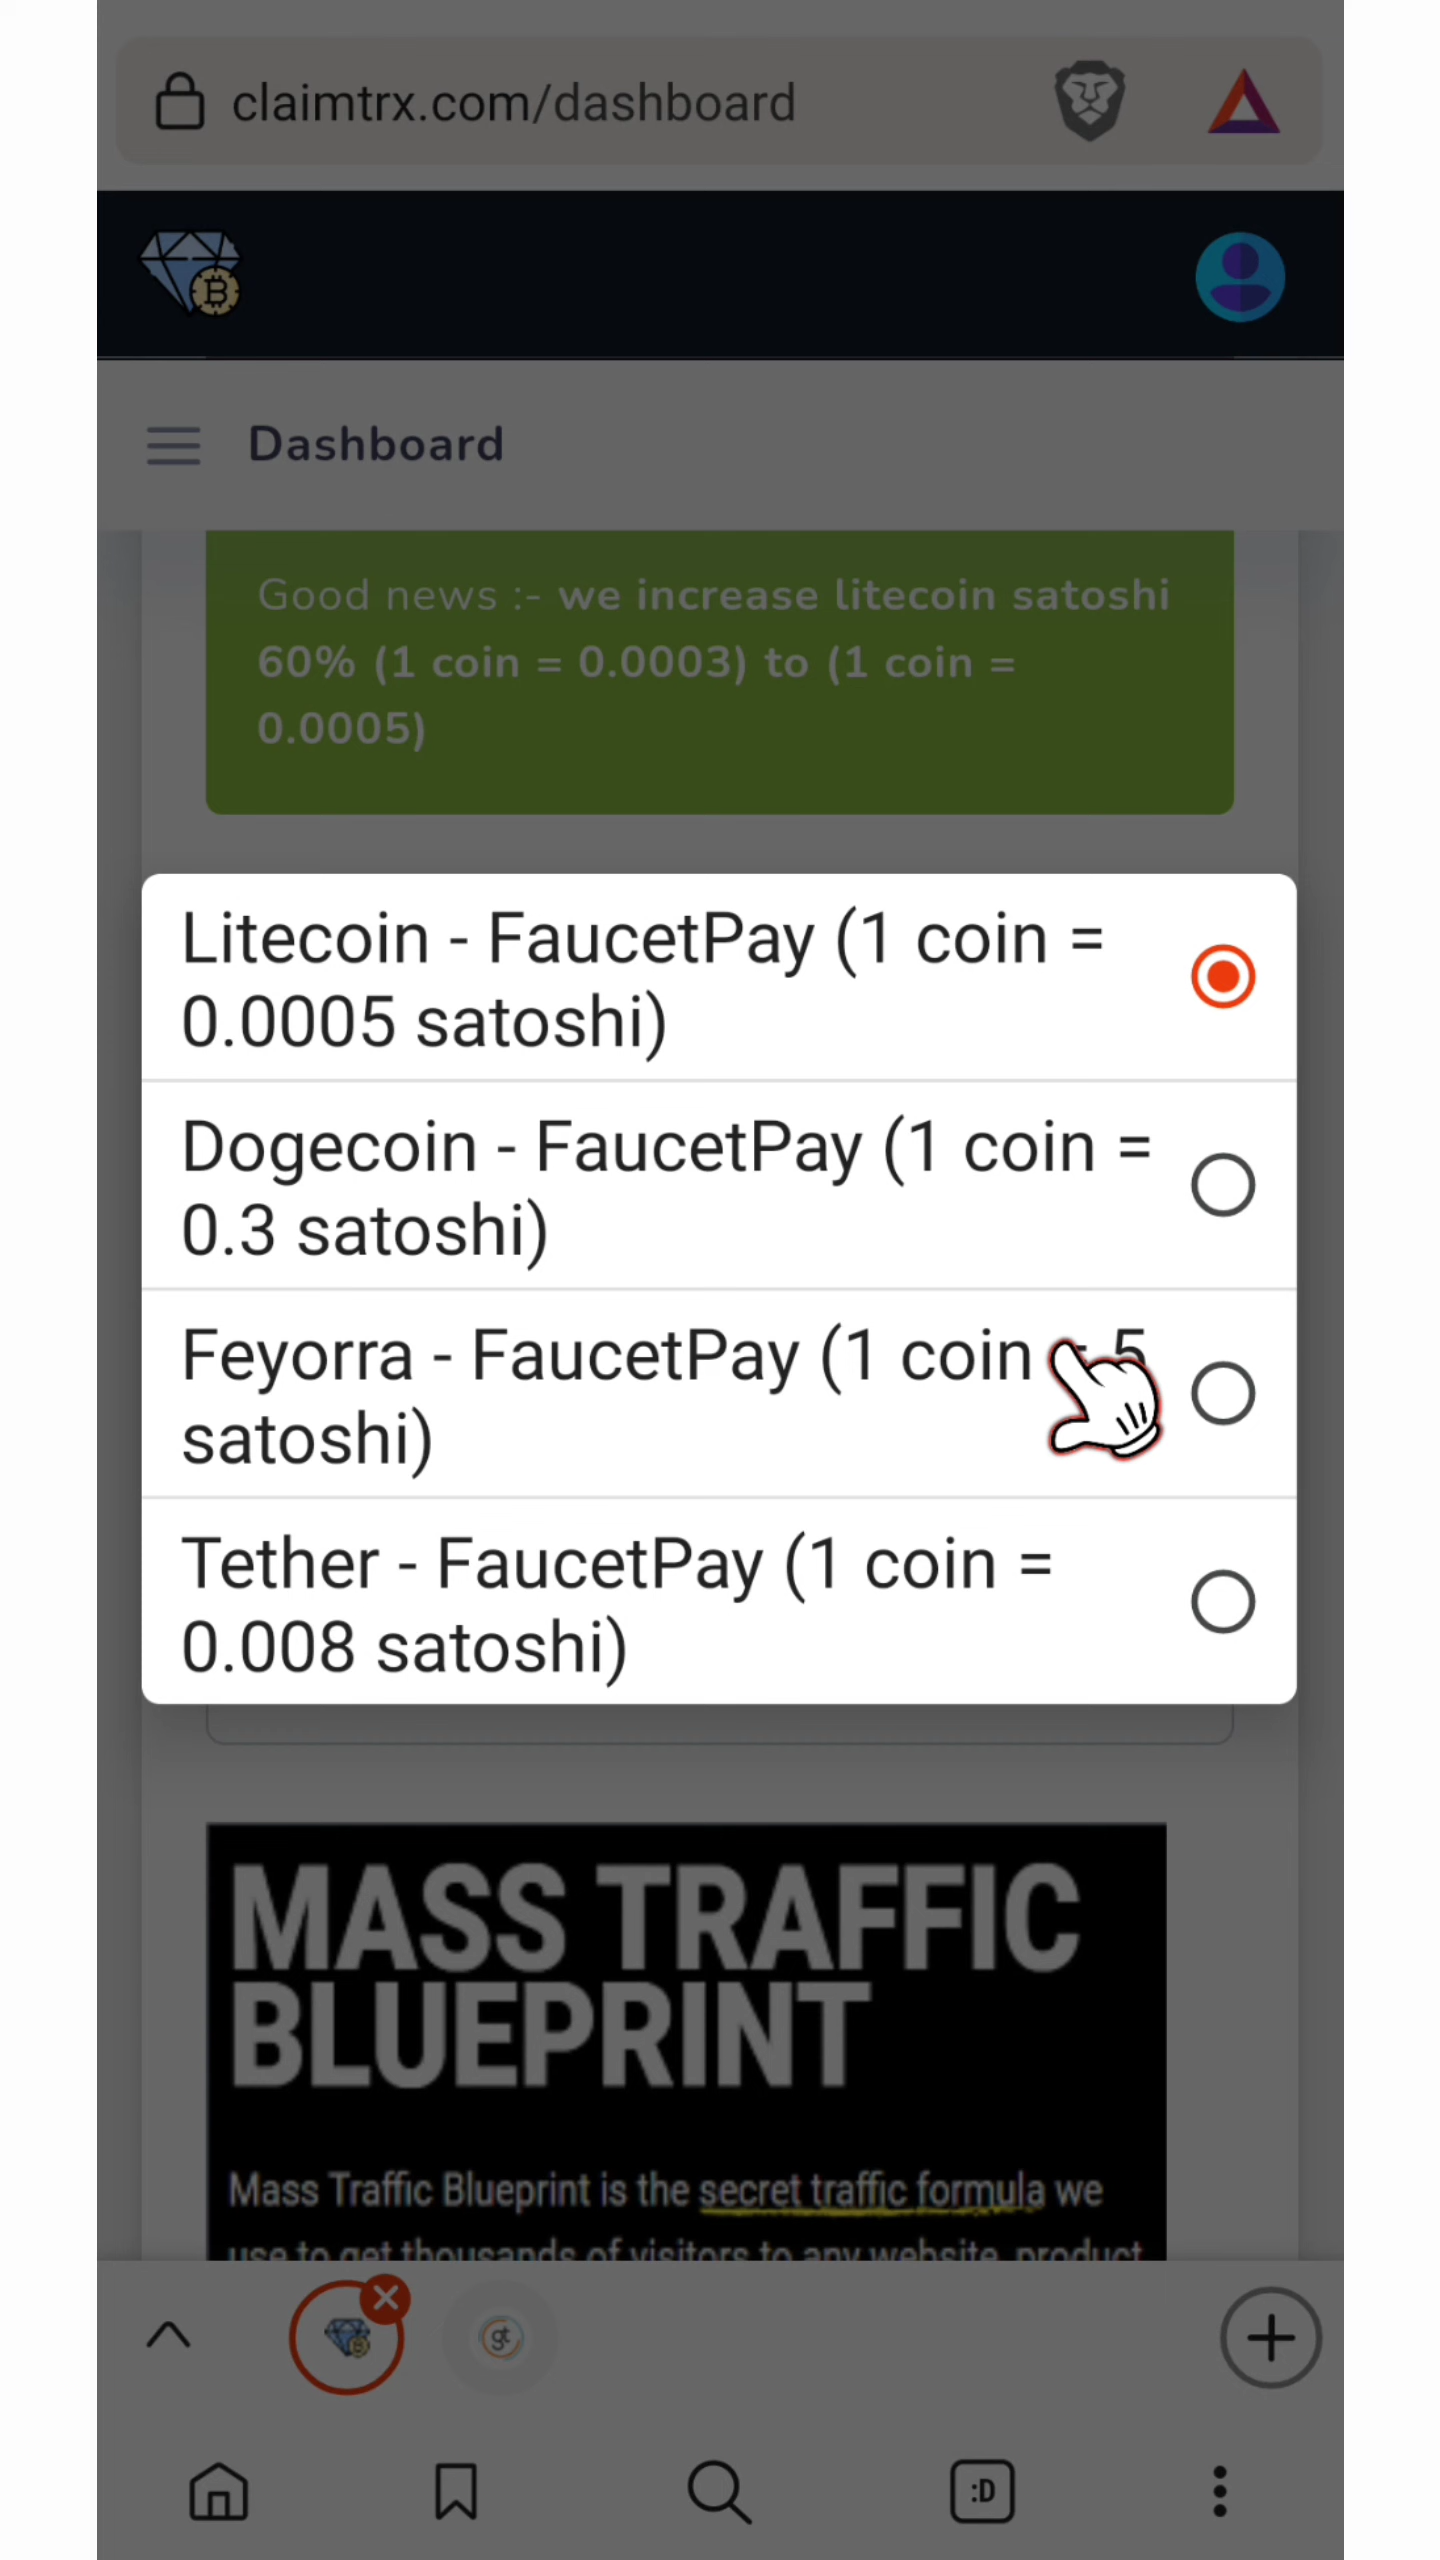 claimtrx.com/dashboard
Dashboard
Good news :- we increase litecoin satoshi
60% (1 coin = 0.0003) to (1 coin =
0.0005)
Litecoin - FaucetPay (1 coin =
0.0005 satoshi)
Dogecoin - FaucetPay (1 coin =
0.3 satoshi)
Feyorra - FaucetPay (1 coin = 5
satoshi)
Tether - FaucetPay (1 coin =
0.008 satoshi)
MASS TRAFFIC
BLUEPRINT
Mass Traffic Blueprint is the secret traffic formula we
use to get thousands of visitors to any website, product
gt
:D